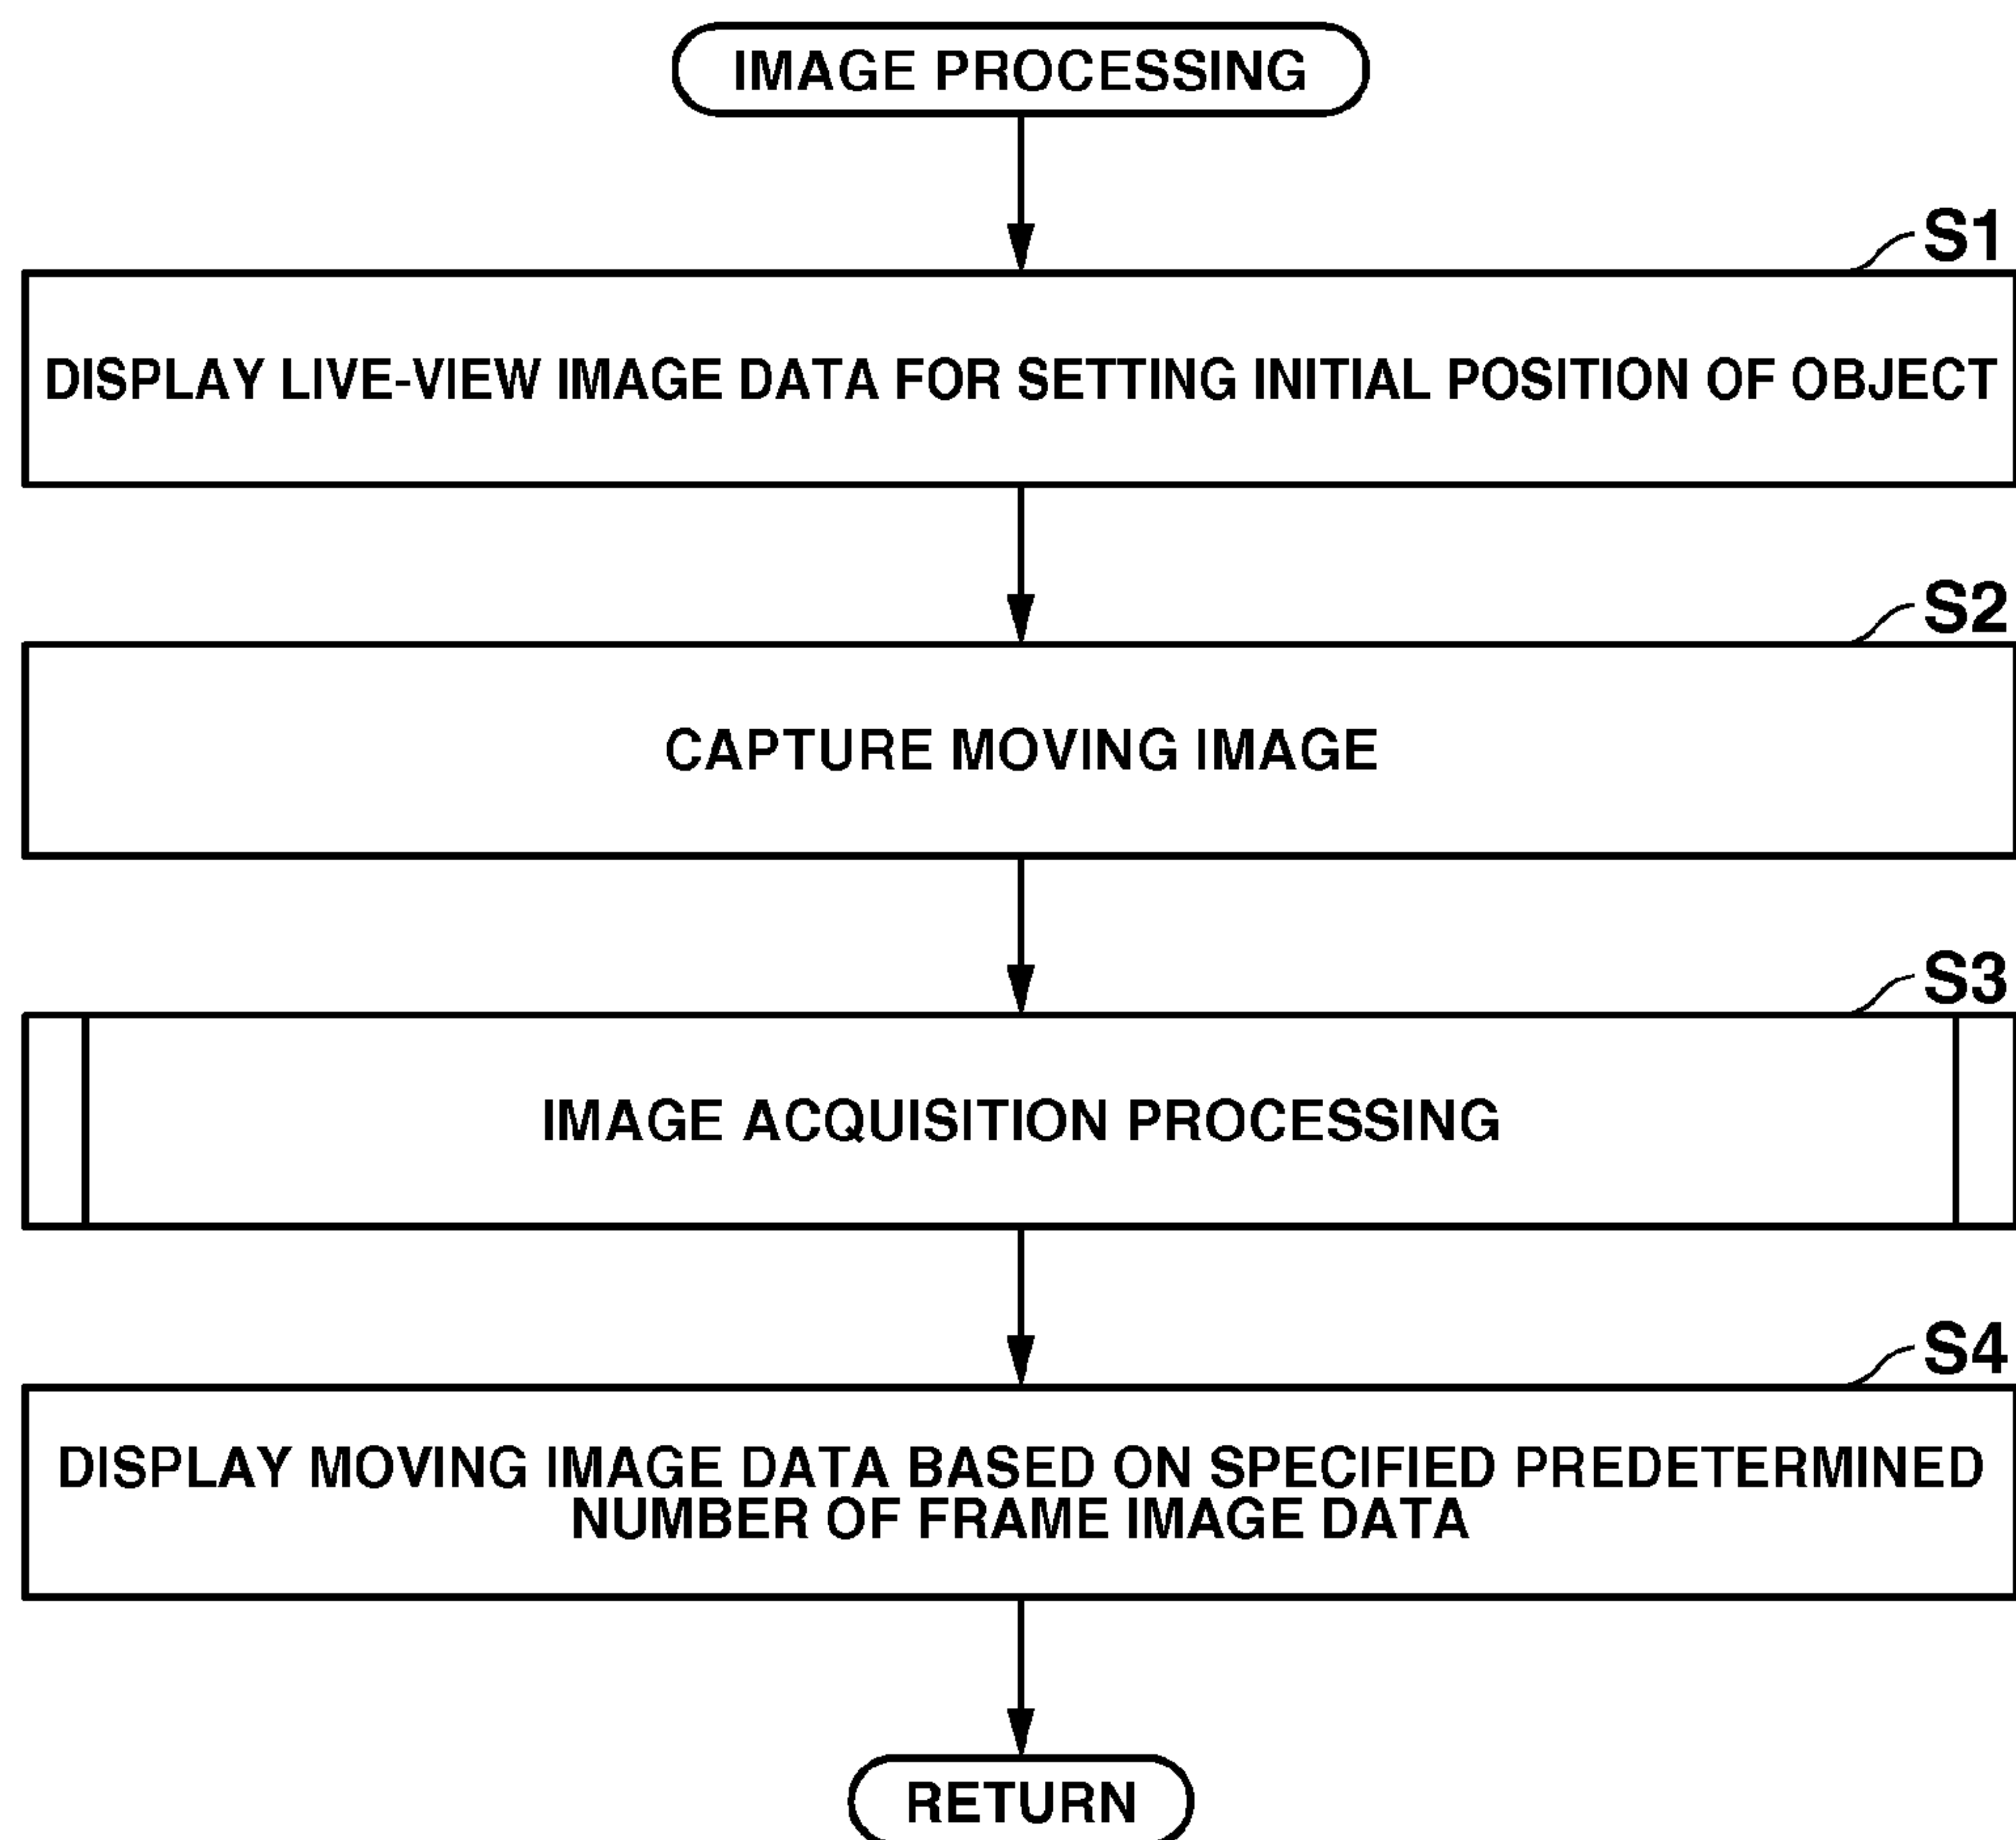 IMAGE PROCESSING
S1
DISPLAY LIVE-VIEW IMAGE DATA FOR SETTING INITIAL POSITION OF OBJECT
S2
CAPTURE MOVING IMAGE
S3
IMAGE ACQUISITION PROCESSING
S4
DISPLAY MOVING IMAGE DATA BASED ON SPECIFIED PREDETERMINED
NUMBER OF FRAME IMAGE DATA
RETURN